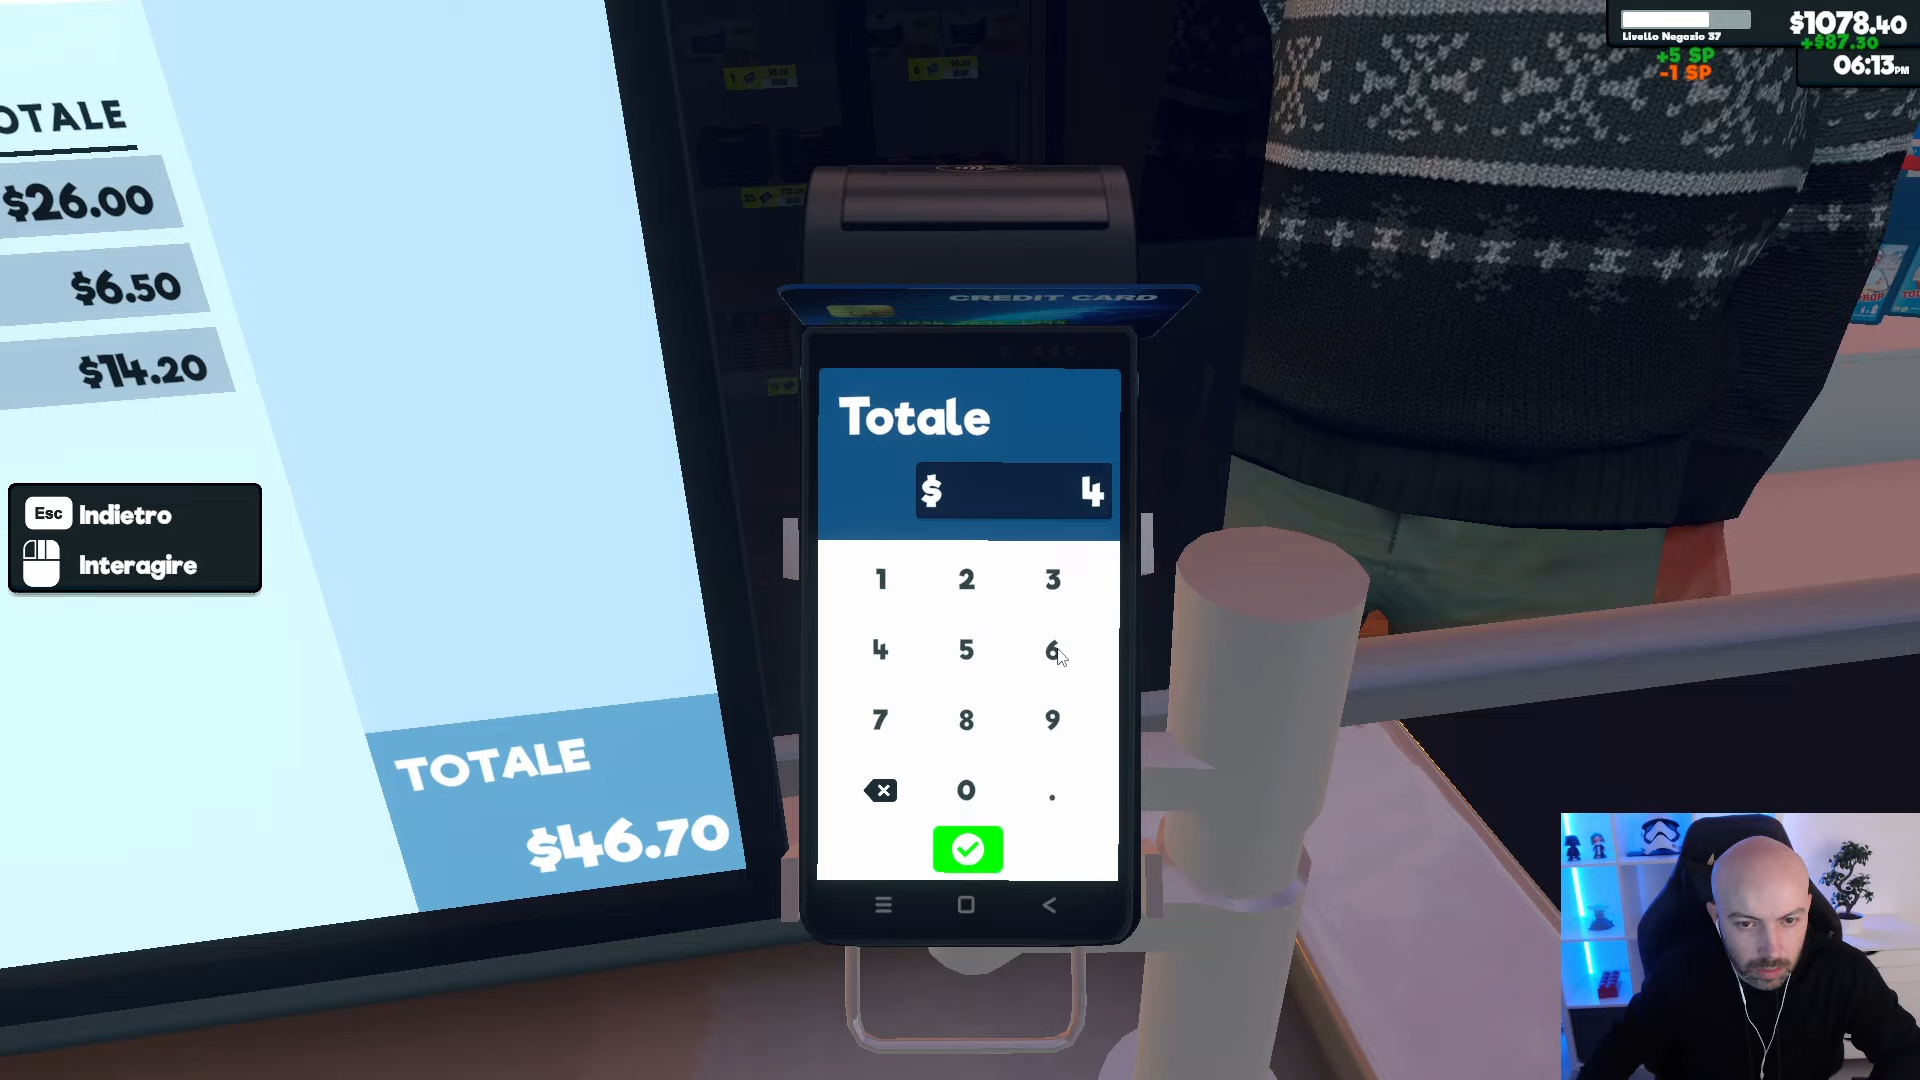 OTALE
$26.00
$6.50
$14.20
Esc Indietro
Interagire
TOTALE
$46.70
CREDIT CARD
Totale
$ 4
1 2 3
4 5 6
7 8 9
0 .
Livello Negozio 37
$1078.40
+$87.30
+5 SP
-1 SP
06:13PM